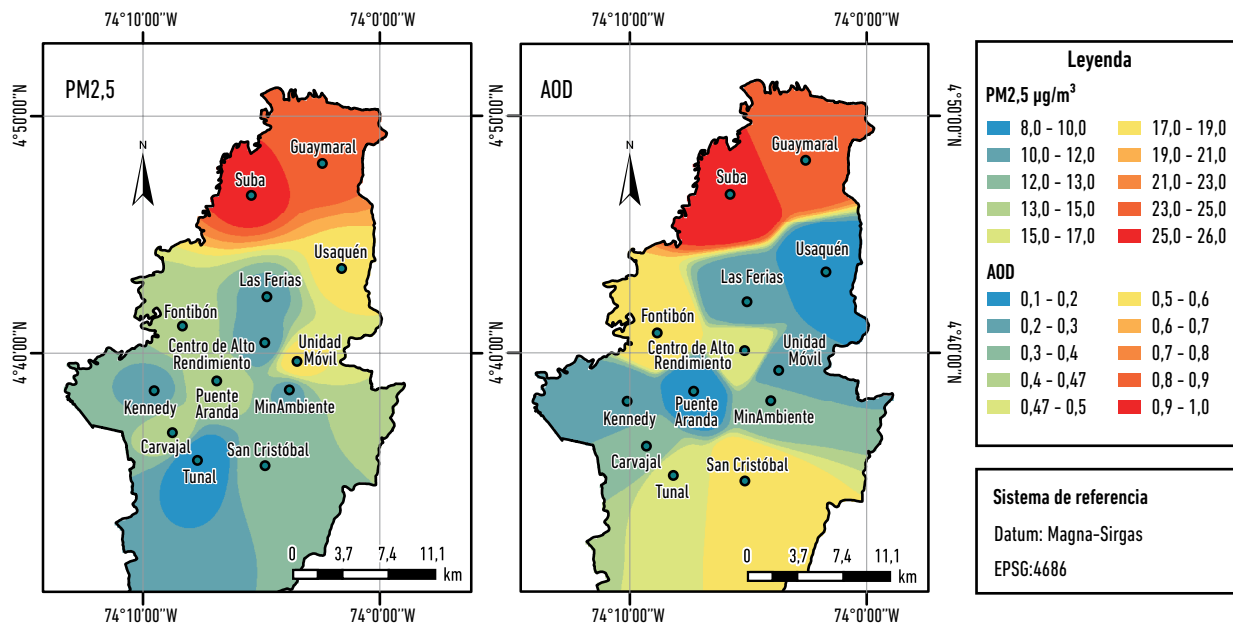 74°10'00''W
74°0'00''W
PM2,5
4°50'00''N
4°40'00''N
N
Guaymaral
Suba
Usaquén
Las Ferias
Fontibón
Centro de Alto
Rendimiento
Unidad
Móvil
Kennedy
Puente
Aranda
MinAmbiente
Carvajal
Tunal
San Cristóbal
0 3,7 7,4 11,1
km
74°10'00''W
74°0'00''W
74°10'00''W
74°0'00''W
AOD
4°50'00''N
4°40'00''N
N
Guaymaral
Suba
Usaquén
Las Ferias
Fontibón
Centro de Alto
Rendimiento
Unidad
Móvil
Kennedy
Puente
Aranda
MinAmbiente
Carvajal
Tunal
San Cristóbal
0 3,7 7,4 11,1
km
74°10'00''W
74°0'00''W
Leyenda
PM2,5 µg/m³
8,0 – 10,0
10,0 – 12,0
12,0 – 13,0
13,0 – 15,0
15,0 – 17,0
17,0 – 19,0
19,0 – 21,0
21,0 – 23,0
23,0 – 25,0
25,0 – 26,0
AOD
0,1 – 0,2
0,2 – 0,3
0,3 – 0,4
0,4 – 0,47
0,47 – 0,5
0,5 – 0,6
0,6 – 0,7
0,7 – 0,8
0,8 – 0,9
0,9 – 1,0
Sistema de referencia
Datum: Magna-Sirgas
EPSG:4686